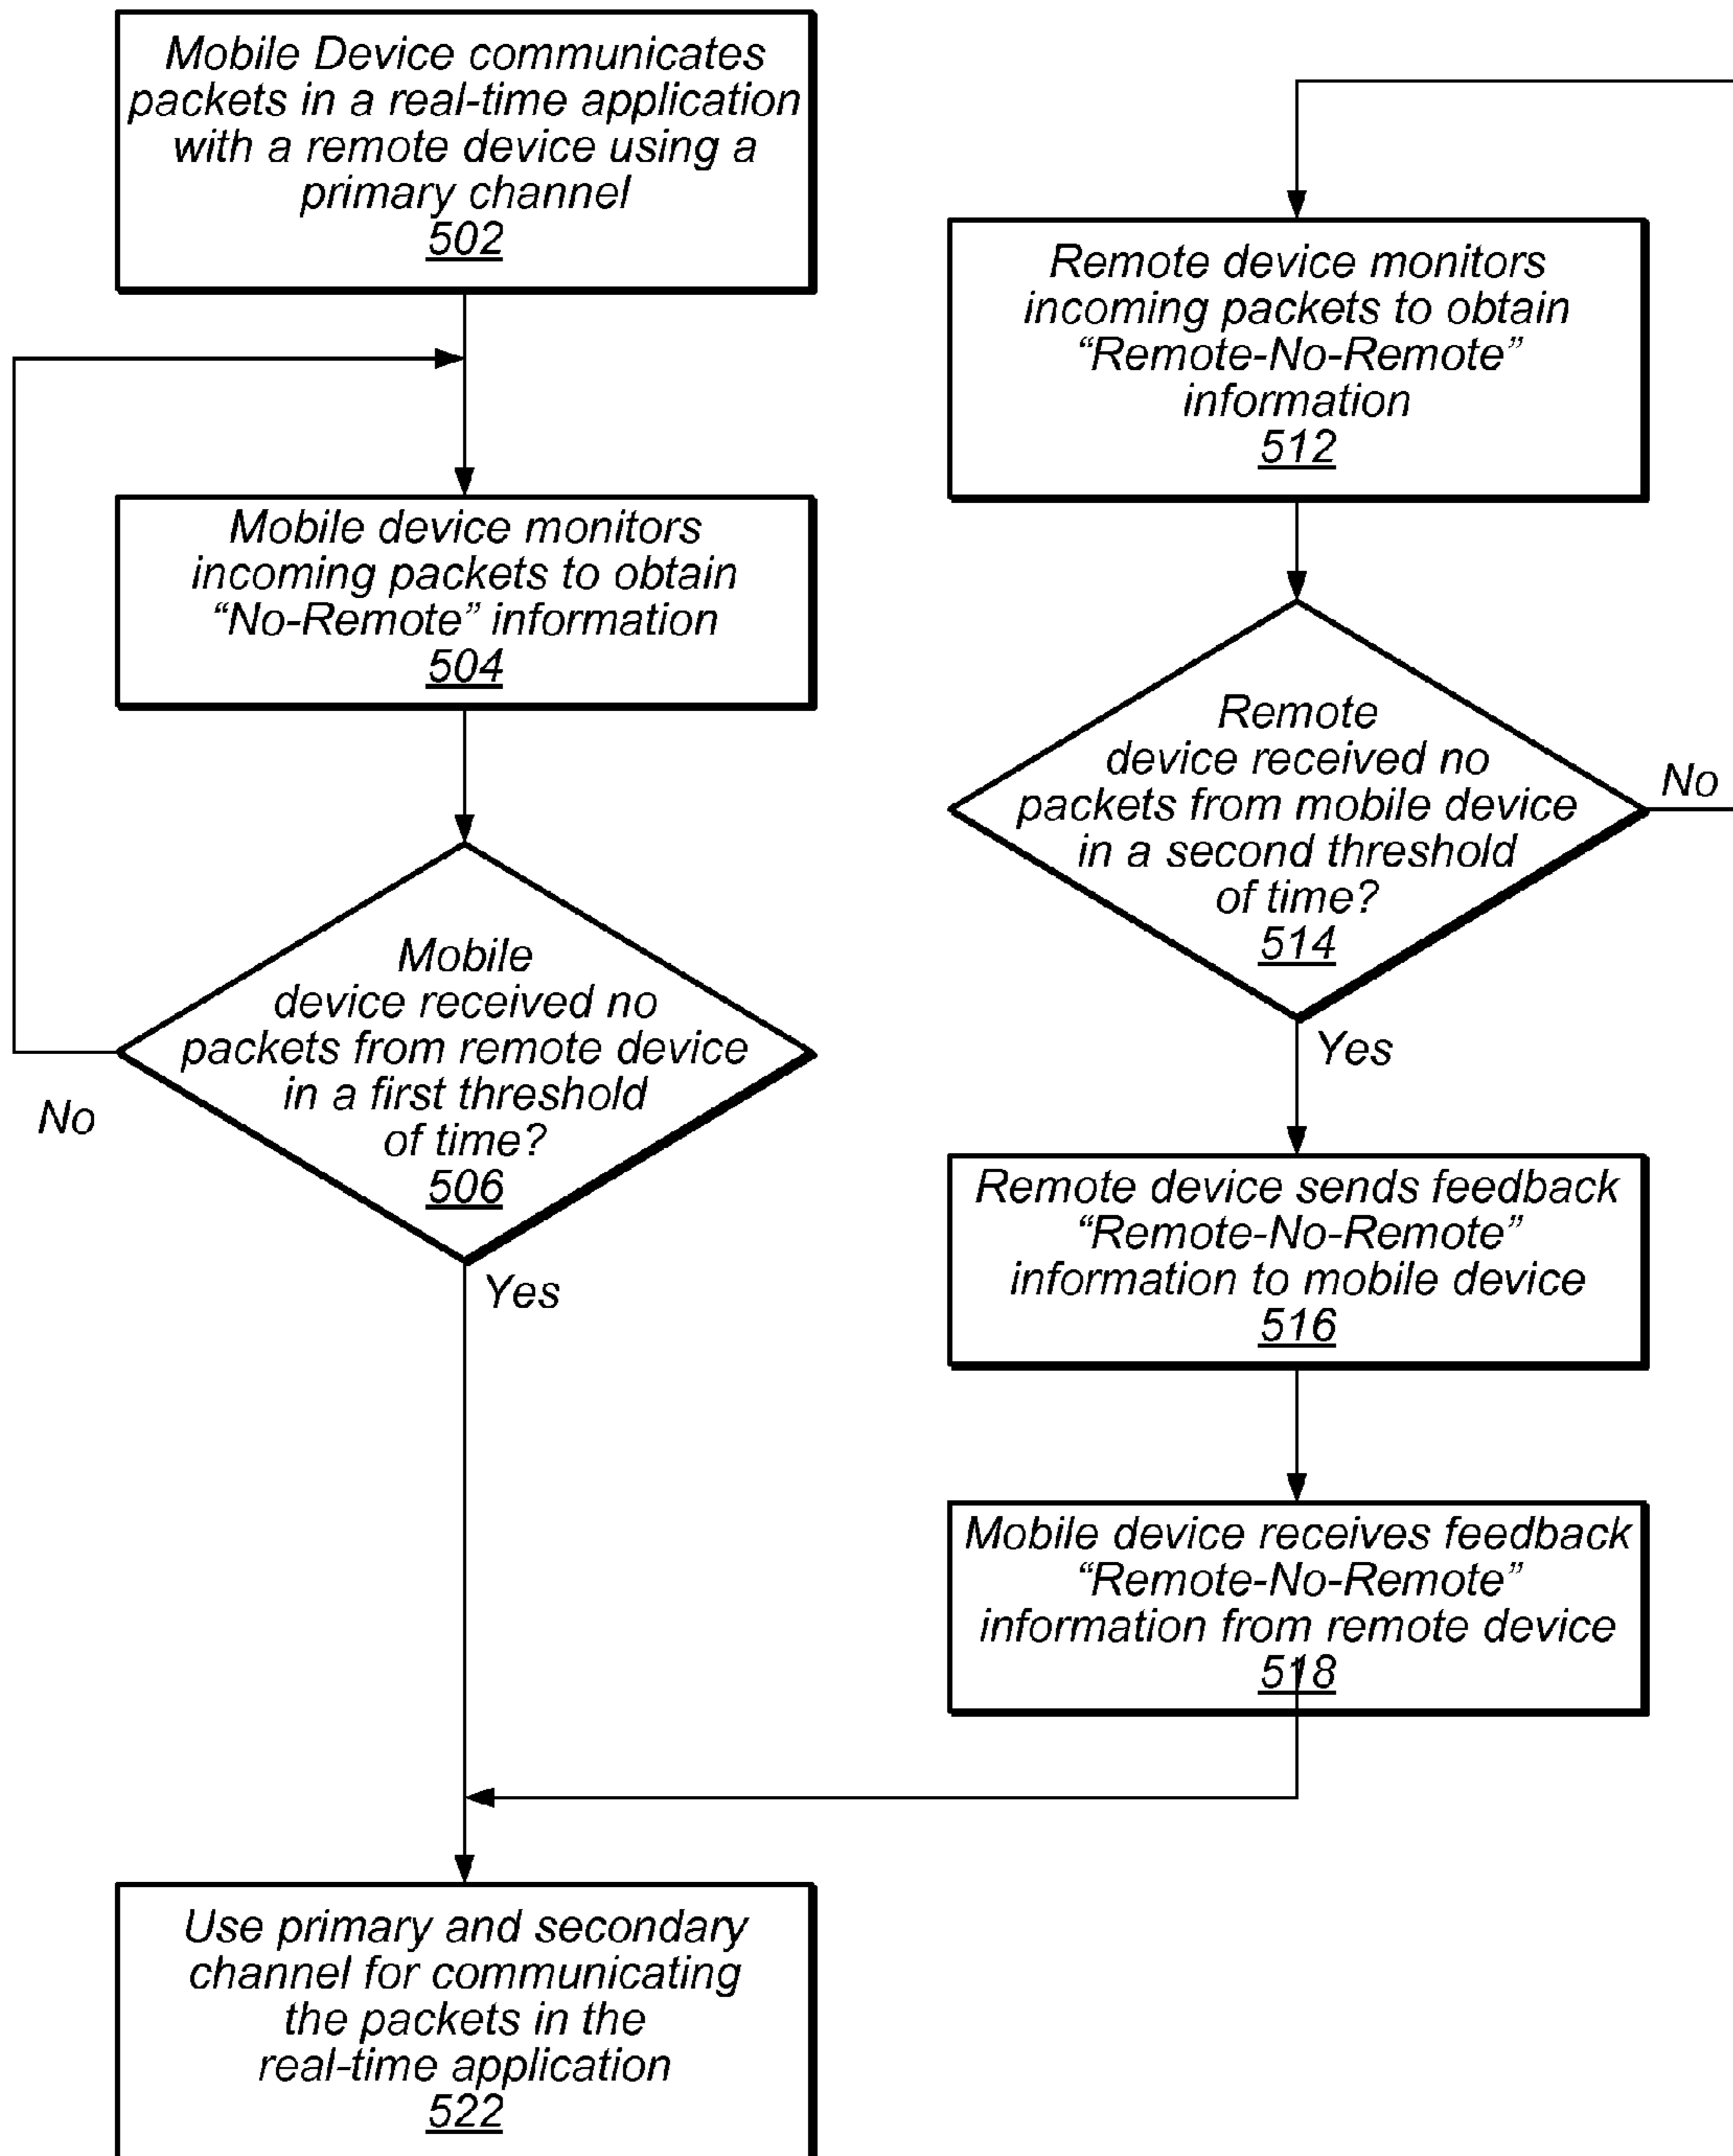 Mobile Device communicates
packets in a real-time application
with a remote device using a
primary channel
502
Mobile device monitors
incoming packets to obtain
“No-Remote” information
504
Mobile
device received no
packets from remote device
in a first threshold
of time?
506
No
Yes
Remote device monitors
incoming packets to obtain
“Remote-No-Remote”
information
512
Remote
device received no
packets from mobile device
in a second threshold
of time?
514
No
Yes
Remote device sends feedback
“Remote-No-Remote”
information to mobile device
516
Mobile device receives feedback
“Remote-No-Remote”
information from remote device
518
Use primary and secondary
channel for communicating
the packets in the
real-time application
522